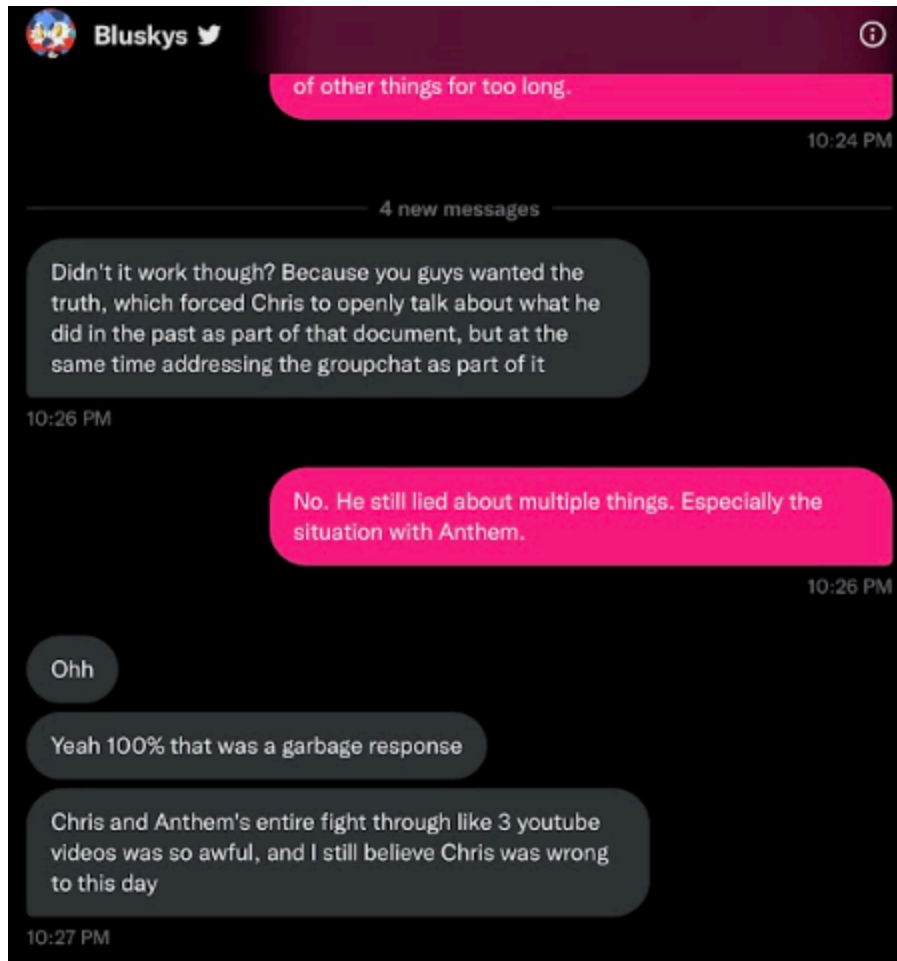 Bluskys
of other things for too long.
10:24 PM
4 new messages
Didn't it work though? Because you guys wanted the
truth, which forced Chris to openly talk about what he
did in the past as part of that document, but at the
same time addressing the groupchat as part of it
10:26 PM
No. He still lied about multiple things. Especially the
situation with Anthem.
10:26 PM
Ohh
Yeah 100% that was a garbage response
Chris and Anthem's entire fight through like 3 youtube
videos was so awful, and I still believe Chris was wrong
to this day
10:27 PM